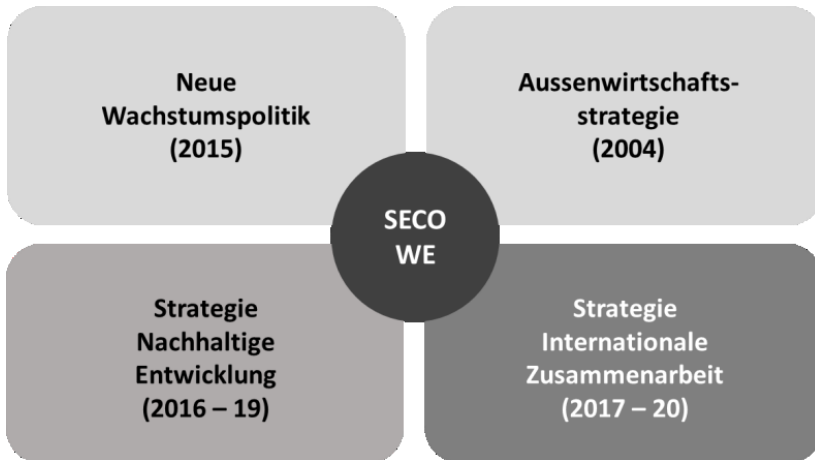 Neue
Wachstumspolitik
(2015)
Aussenwirtschafts-
strategie
(2004)
SECO
WE
Strategie
Nachhaltige
Entwicklung
(2016 – 19)
Strategie
Internationale
Zusammenarbeit
(2017 – 20)